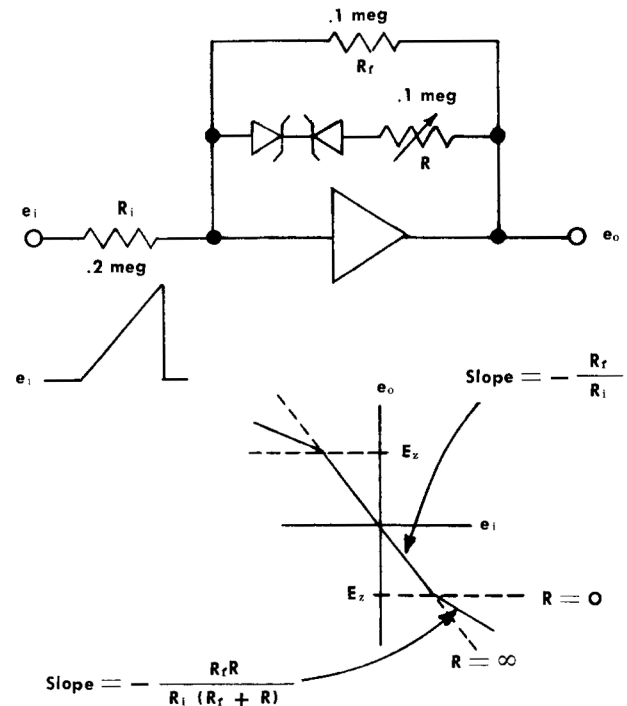 .1 meg
Rf
.1 meg
R
ei
Ri
eo
.2 meg
e1
eo
Slope = - Rf
Ri
Ez
ei
Ez
R = O
R = ∞
Slope = - RfR
Ri (Rf + R)